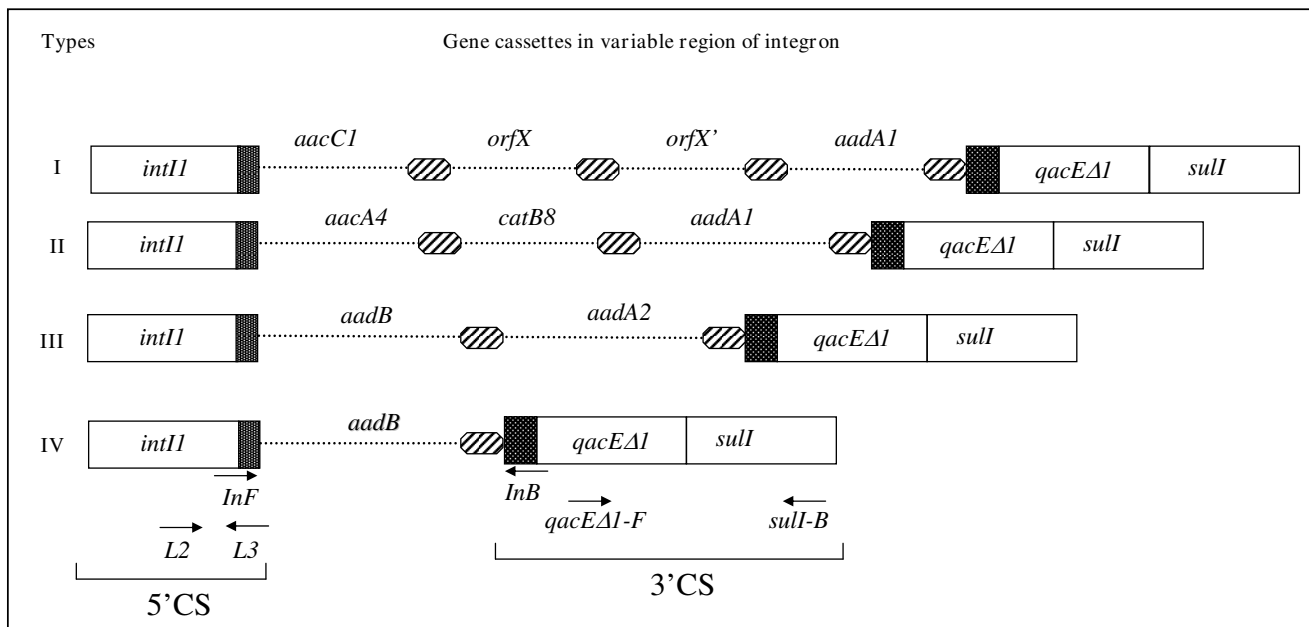 Types Gene cassettes in variable region of integron
aacC1 orfX orfX’ aadA1
I intI1 qacEΔ1 sulI
aacA4 catB8 aadA1
II intI1 qacEΔ1 sulI
aadB aadA2
III intI1 qacEΔ1 sulI
aadB
IV intI1 qacEΔ1 sulI
InF InB qacEΔ1-F sulI-B
L2 L3
5’CS 3’CS